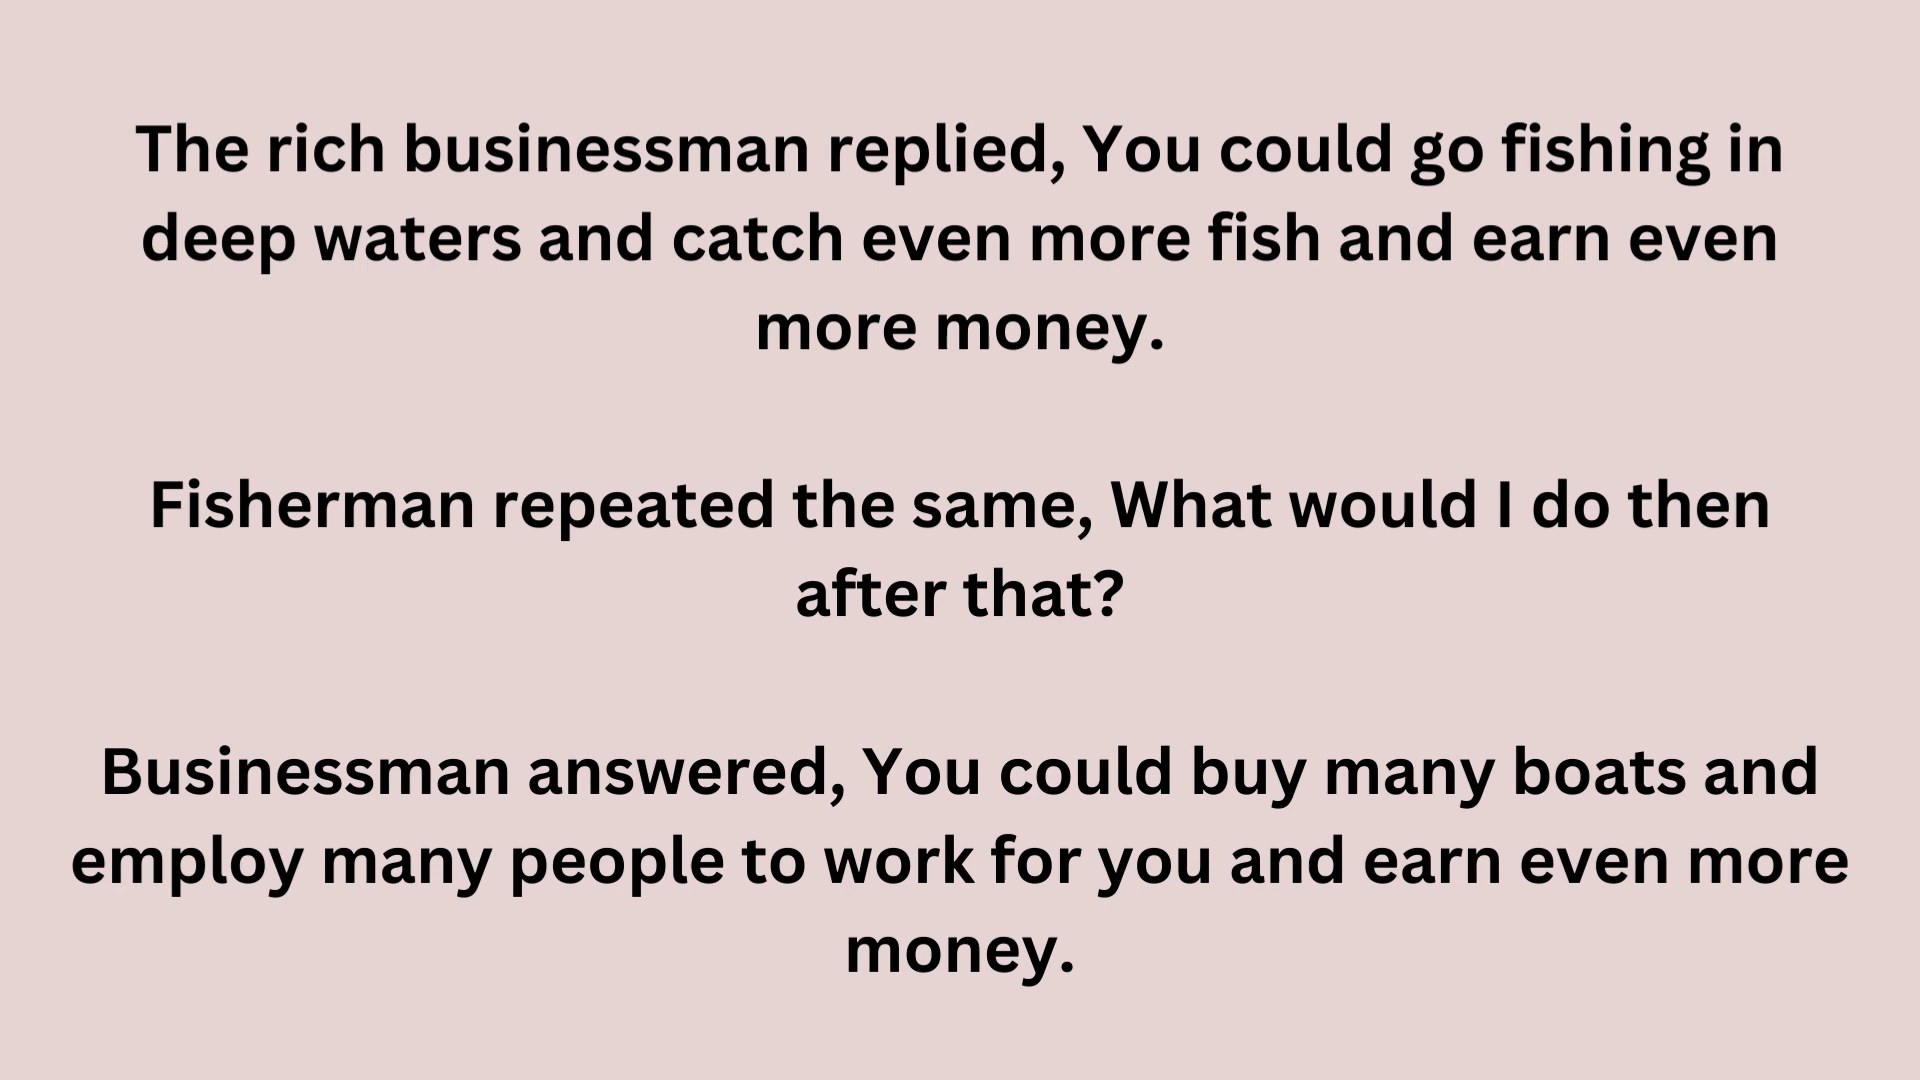 The rich businessman replied, You could go fishing in
deep waters and catch even more fish and earn even
more money.
Fisherman repeated the same, What would I do then
after that?
Businessman answered, You could buy many boats and
employ many people to work for you and earn even more
money.